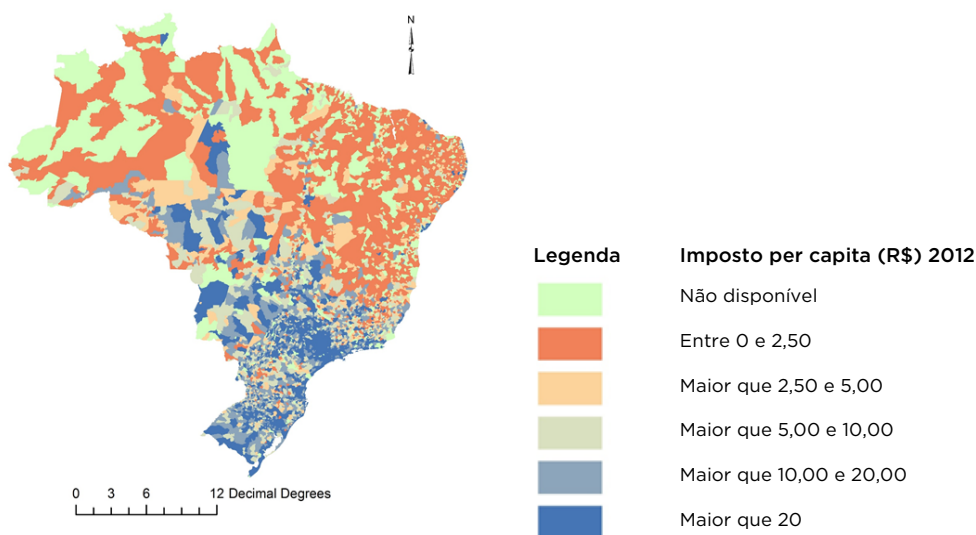 N
0 3 6 12 Decimal Degrees
Legenda Imposto per capita (R$) 2012
Não disponível
Entre 0 e 2,50
Maior que 2,50 e 5,00
Maior que 5,00 e 10,00
Maior que 10,00 e 20,00
Maior que 20